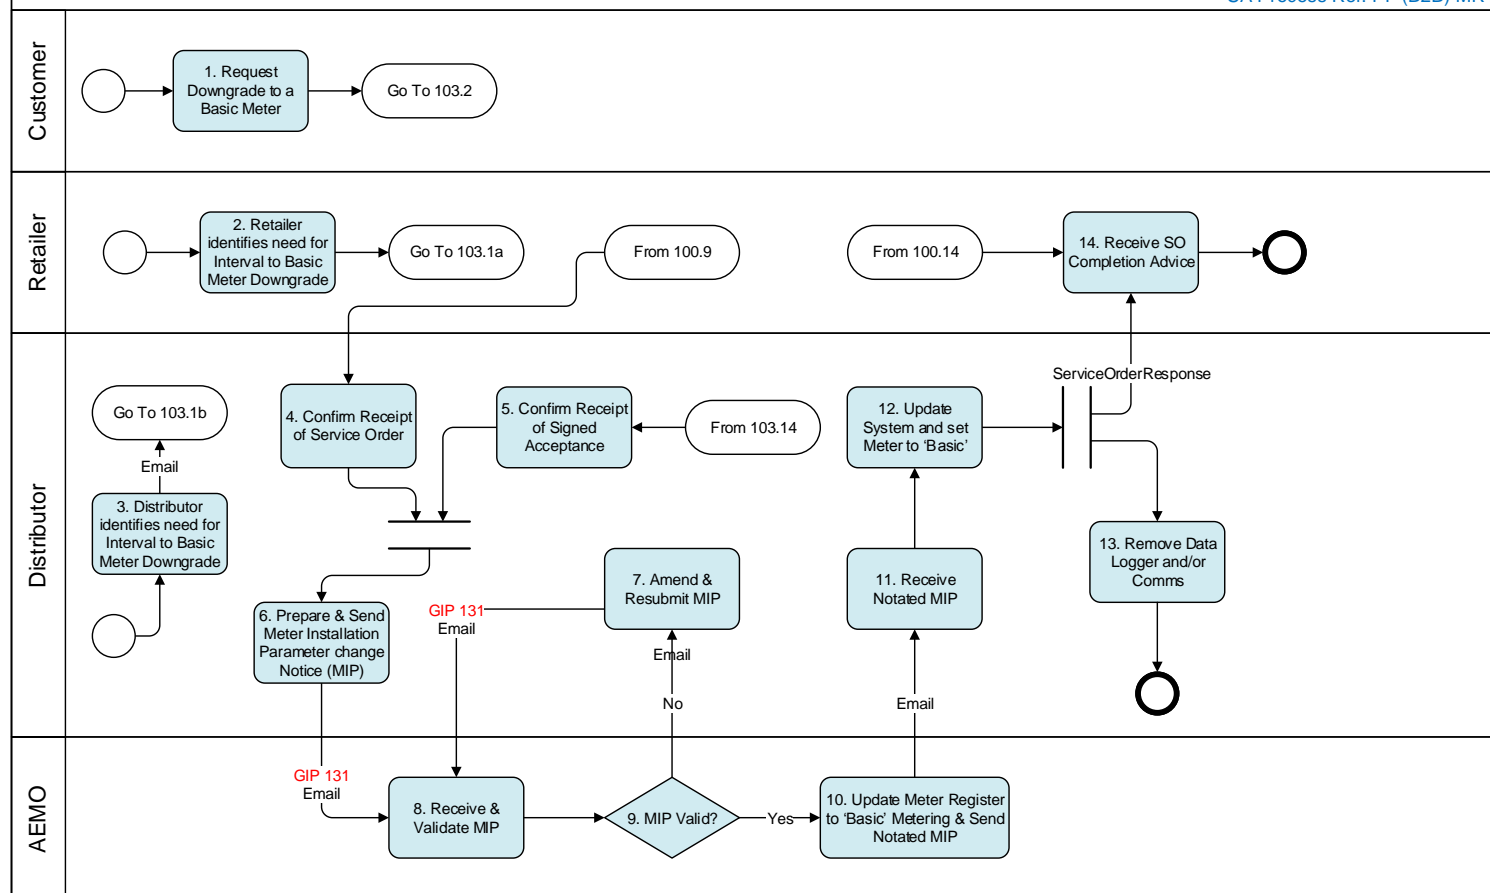 Customer
1. Request
Downgrade to a
Basic Meter
Go To 103.2
Retailer
2. Retailer
identifies need for
Interval to Basic
Meter Downgrade
Go To 103.1a
From 100.9
From 100.14
14. Receive SO
Completion Advice
Distributor
Go To 103.1b
Email
3. Distributor
identifies need for
Interval to Basic
Meter Downgrade
4. Confirm Receipt
of Service Order
5. Confirm Receipt
of Signed
Acceptance
From 103.14
12. Update
System and set
Meter to ‘Basic’
ServiceOrderResponse
6. Prepare & Send
Meter Installation
Parameter change
Notice (MIP)
GIP 131
Email
7. Amend &
Resubmit MIP
Email
No
11. Receive
Notated MIP
Email
13. Remove Data
Logger and/or
Comms
AEMO
GIP 131
Email
8. Receive &
Validate MIP
9. MIP Valid?
Yes
10. Update Meter Register
to ‘Basic’ Metering & Send
Notated MIP